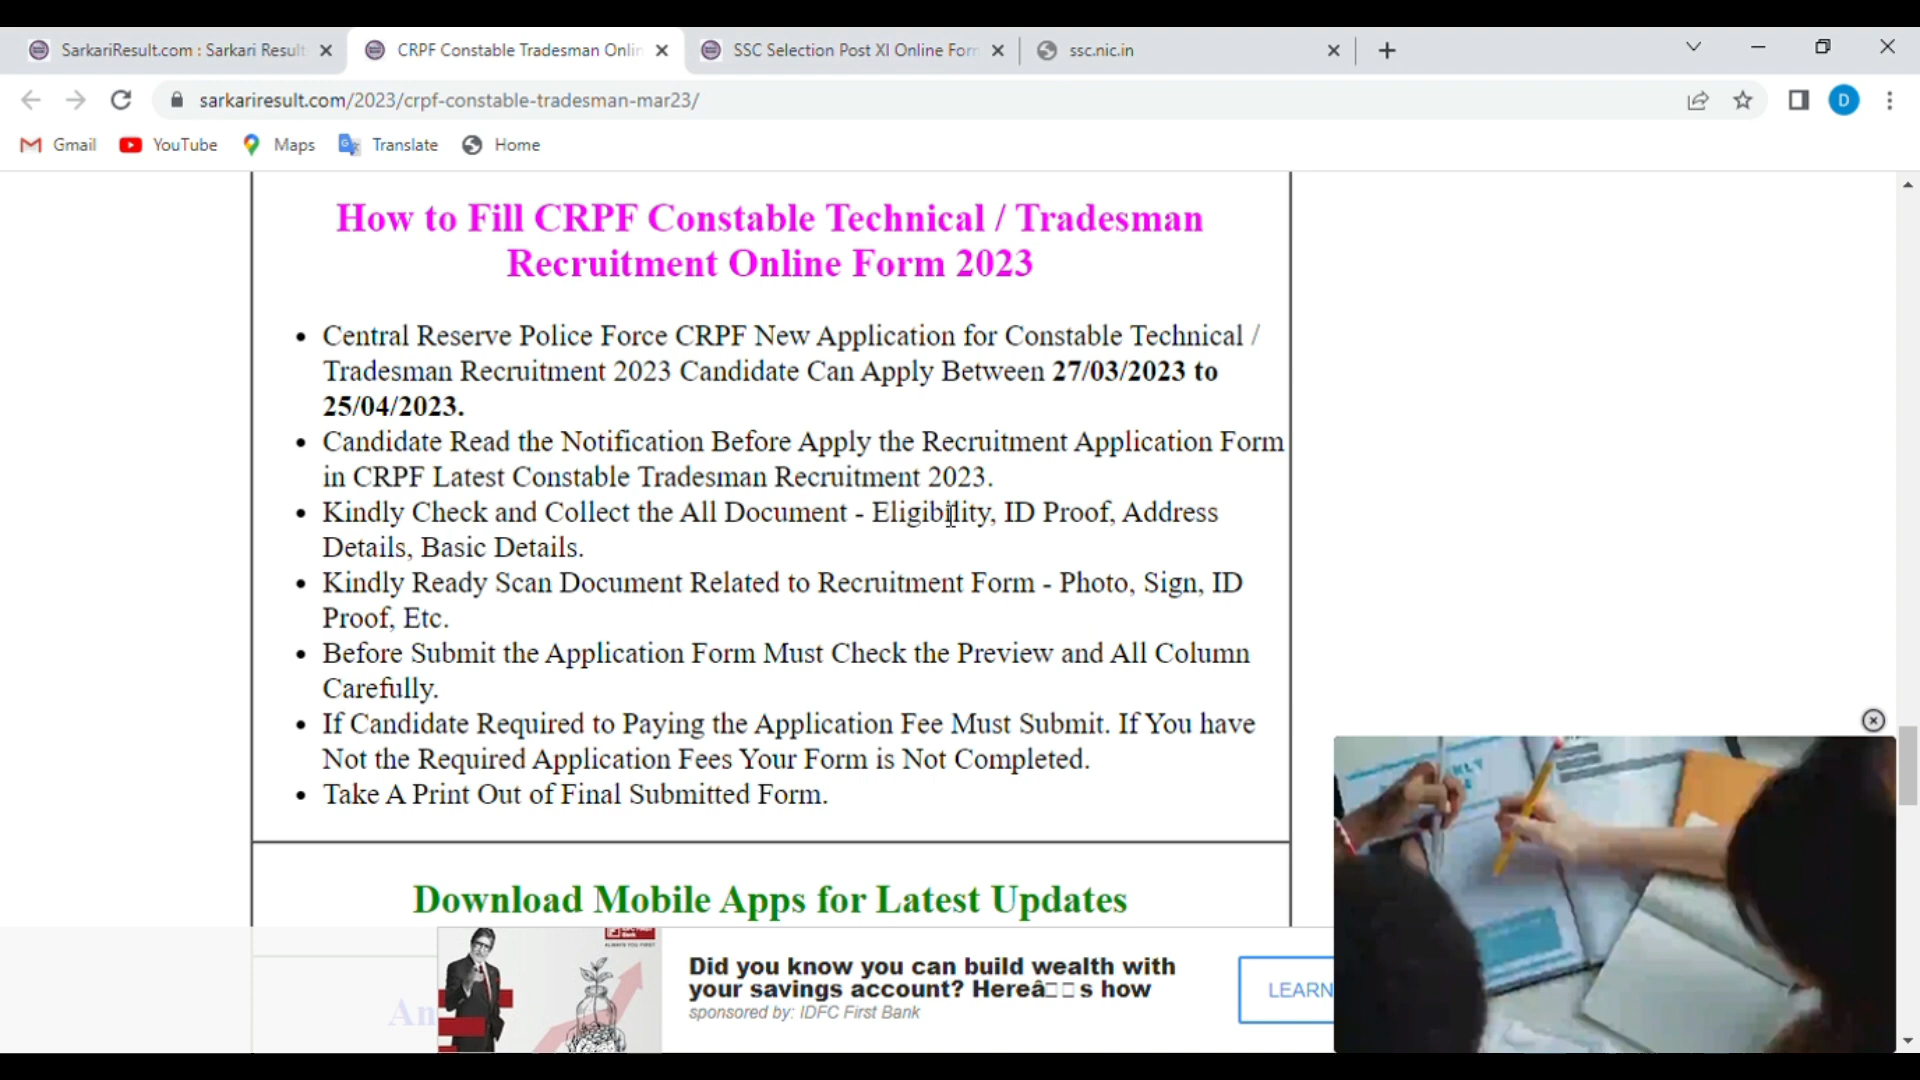 SarkariResult.com : Sarkari Result
CRPF Constable Tradesman Onlin
SSC Selection Post XI Online Form
ssc.nic.in
sarkariresult.com/2023/crpf-constable-tradesman-mar23/
D
Gmail
YouTube
Maps
Translate
Home
How to Fill CRPF Constable Technical / Tradesman
Recruitment Online Form 2023
• Central Reserve Police Force CRPF New Application for Constable Technical /
Tradesman Recruitment 2023 Candidate Can Apply Between 27/03/2023 to
25/04/2023.
• Candidate Read the Notification Before Apply the Recruitment Application Form
in CRPF Latest Constable Tradesman Recruitment 2023.
• Kindly Check and Collect the All Document - Eligibility, ID Proof, Address
Details, Basic Details.
• Kindly Ready Scan Document Related to Recruitment Form - Photo, Sign, ID
Proof, Etc.
• Before Submit the Application Form Must Check the Preview and All Column
Carefully.
• If Candidate Required to Paying the Application Fee Must Submit. If You have
Not the Required Application Fees Your Form is Not Completed.
• Take A Print Out of Final Submitted Form.
Download Mobile Apps for Latest Updates
An
Did you know you can build wealth with
your savings account? Hereâ□□s how
sponsored by: IDFC First Bank
LEARN